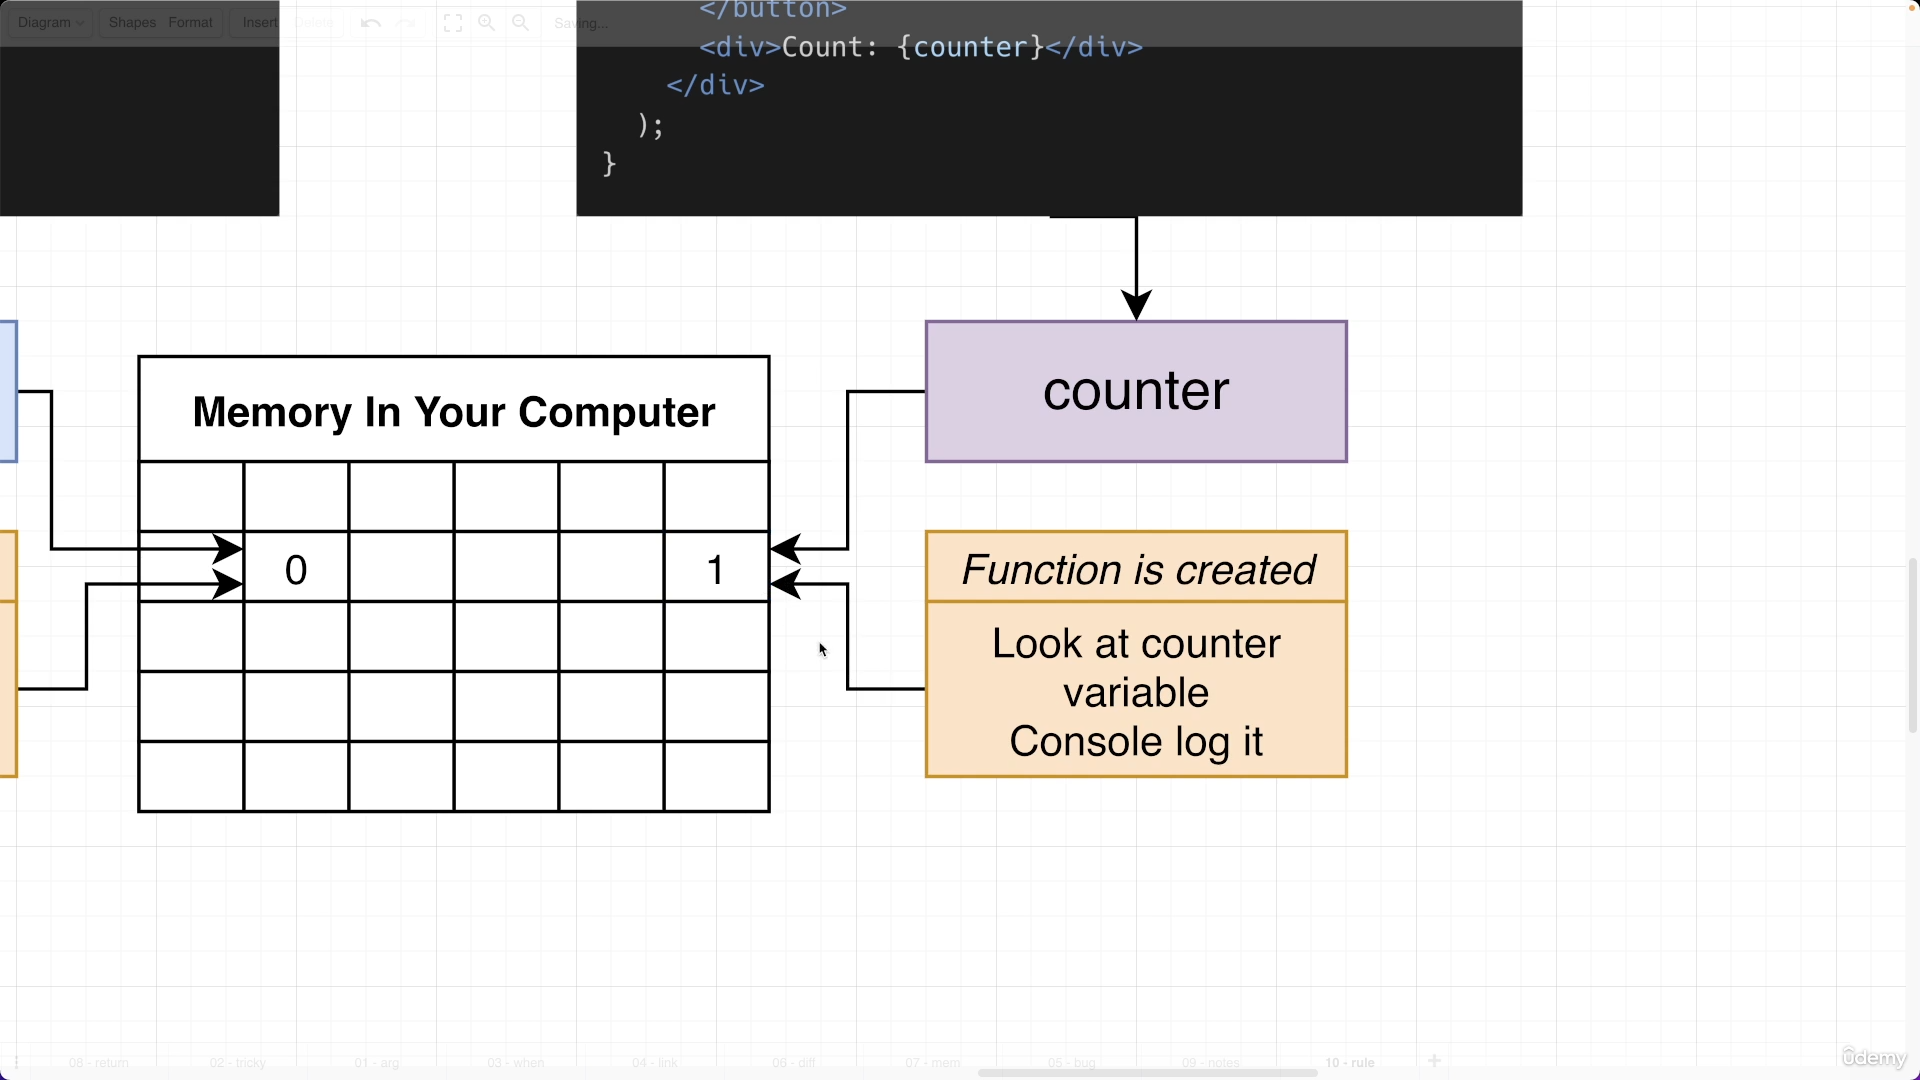 Diagram Shapes Format Insert Delete Saving...
</button>
<div>Count: {counter}</div>
</div>
);
}
counter
Memory In Your Computer
0 1
Function is created
Look at counter
variable
Console log it
08 - return 02 - tricky 01 - arg 03 - when 04 - link 06 - diff 07 - mem 05 - bug 09 - notes 10 - rule
ûdemy